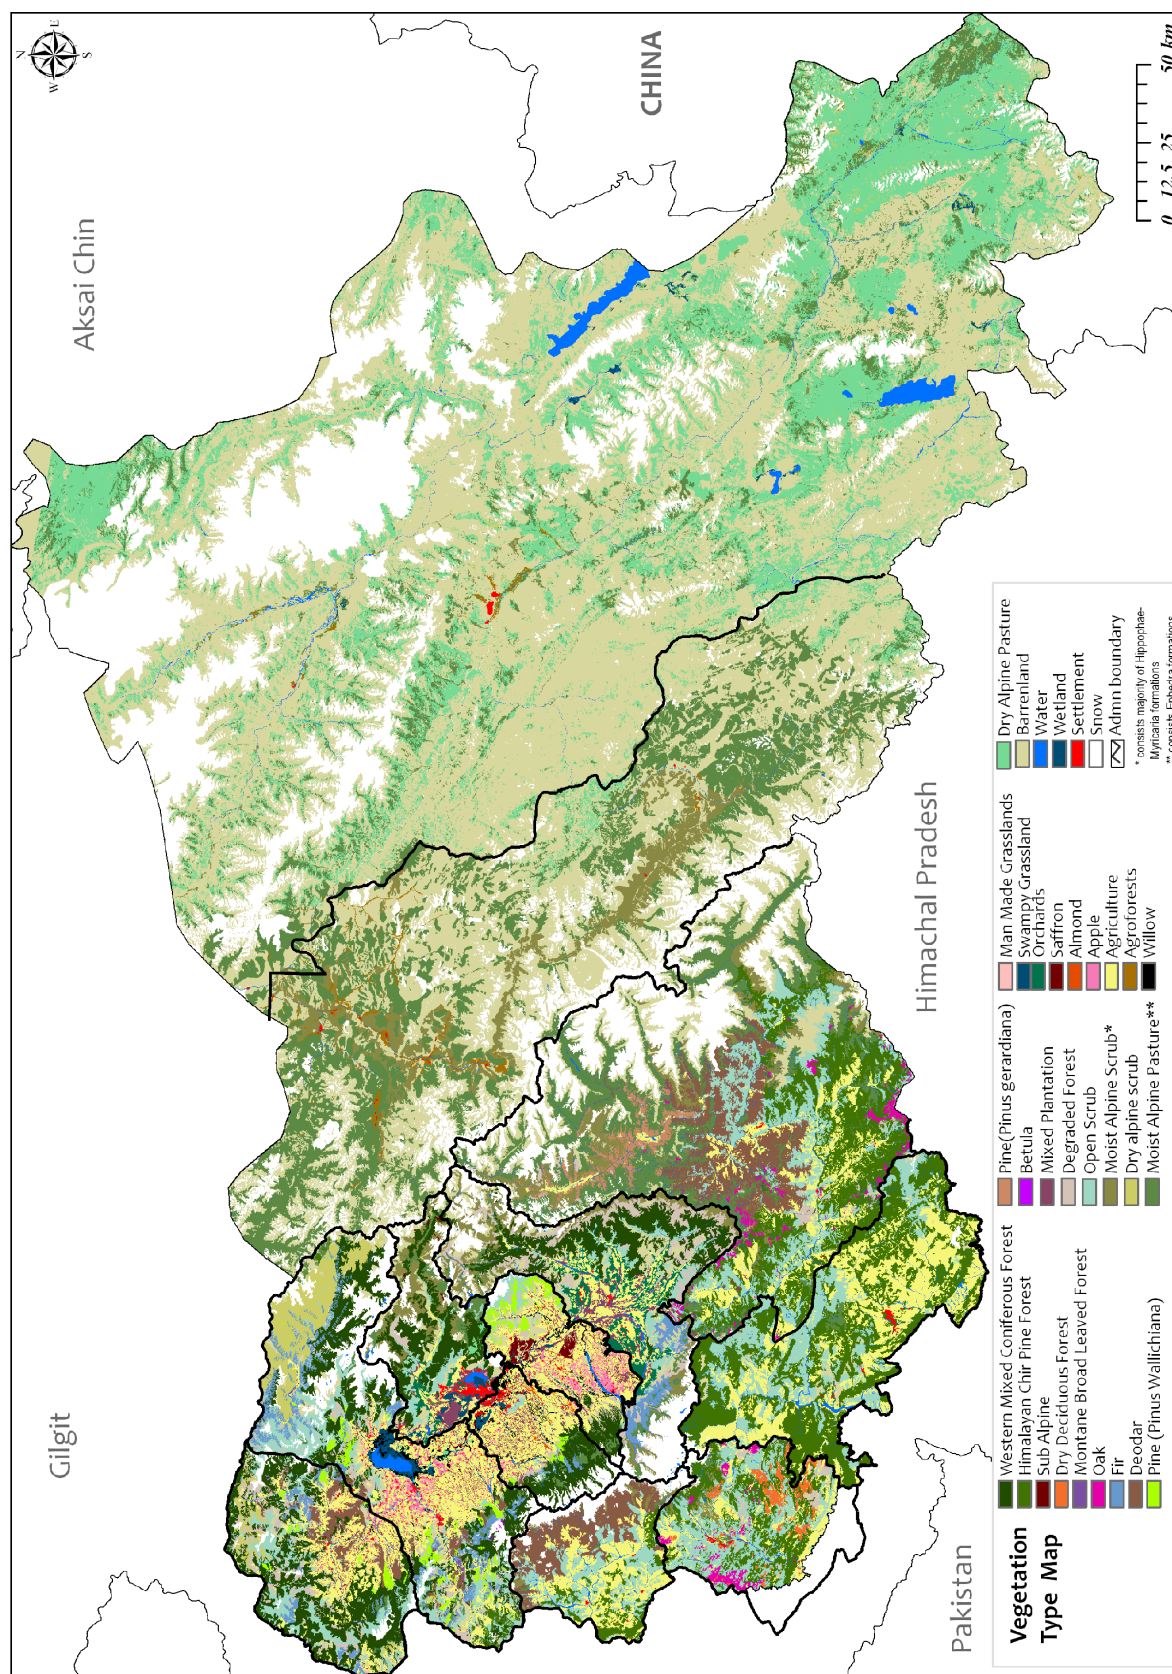 N
W
S
Aksai Chin
CHINA
Gilgit
Himachal Pradesh
Pakistan
0 12.5 25 50 km
Vegetation
Type Map
Western Mixed Coniferous Forest
Himalayan Chir Pine Forest
Sub Alpine
Dry Deciduous Forest
Montane Broad Leaved Forest
Oak
Fir
Deodar
Pine (Pinus Wallichiana)
Pine(Pinus gerardiana)
Betula
Mixed Plantation
Degraded Forest
Open Scrub
Moist Alpine Scrub*
Dry alpine scrub
Moist Alpine Pasture**
Man Made Grasslands
Swampy Grassland
Orchards
Saffron
Almond
Apple
Agriculture
Agroforests
Willow
Dry Alpine Pasture
Barrenland
Water
Wetland
Settlement
Snow
Admn boundary
* consists majority of Hippophae-
Myricaria formations
** consists Ephedra formations